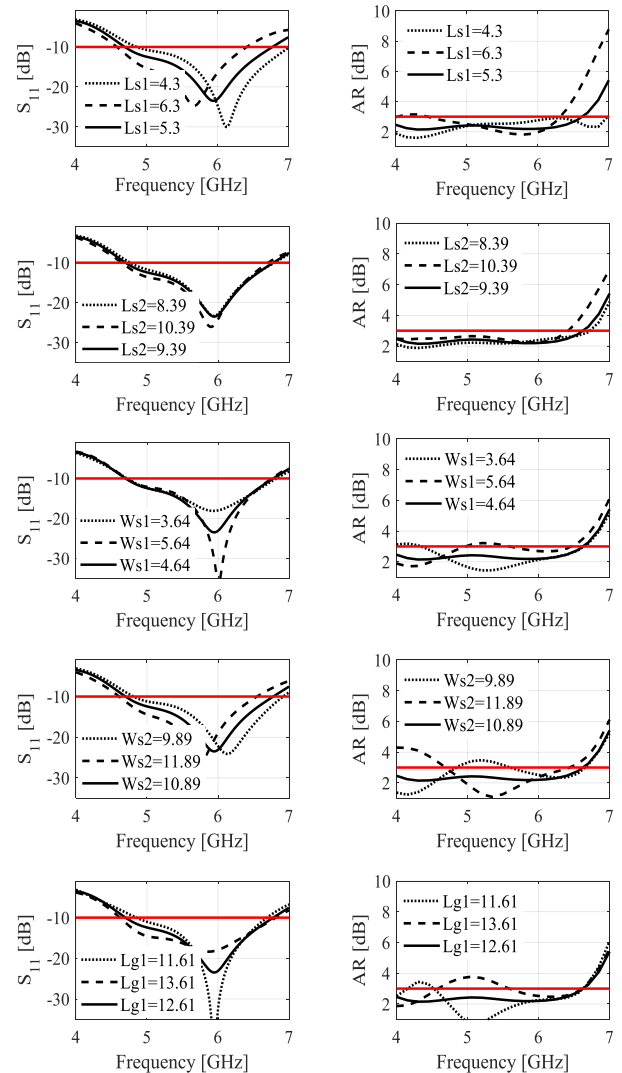 S11 [dB]
-10
-20
-30
Ls1=4.3
Ls1=6.3
Ls1=5.3
4 5 6 7
Frequency [GHz]
AR [dB]
10
8
6
4
2
Ls1=4.3
Ls1=6.3
Ls1=5.3
4 5 6 7
Frequency [GHz]
S11 [dB]
-10
-20
-30
Ls2=8.39
Ls2=10.39
Ls2=9.39
4 5 6 7
Frequency [GHz]
AR [dB]
10
8
6
4
2
Ls2=8.39
Ls2=10.39
Ls2=9.39
4 5 6 7
Frequency [GHz]
S11 [dB]
-10
-20
-30
Ws1=3.64
Ws1=5.64
Ws1=4.64
4 5 6 7
Frequency [GHz]
AR [dB]
10
8
6
4
2
Ws1=3.64
Ws1=5.64
Ws1=4.64
4 5 6 7
Frequency [GHz]
S11 [dB]
-10
-20
-30
Ws2=9.89
Ws2=11.89
Ws2=10.89
4 5 6 7
Frequency [GHz]
AR [dB]
10
8
6
4
2
Ws2=9.89
Ws2=11.89
Ws2=10.89
4 5 6 7
Frequency [GHz]
S11 [dB]
-10
-20
-30
Lg1=11.61
Lg1=13.61
Lg1=12.61
4 5 6 7
Frequency [GHz]
AR [dB]
10
8
6
4
2
Lg1=11.61
Lg1=13.61
Lg1=12.61
4 5 6 7
Frequency [GHz]